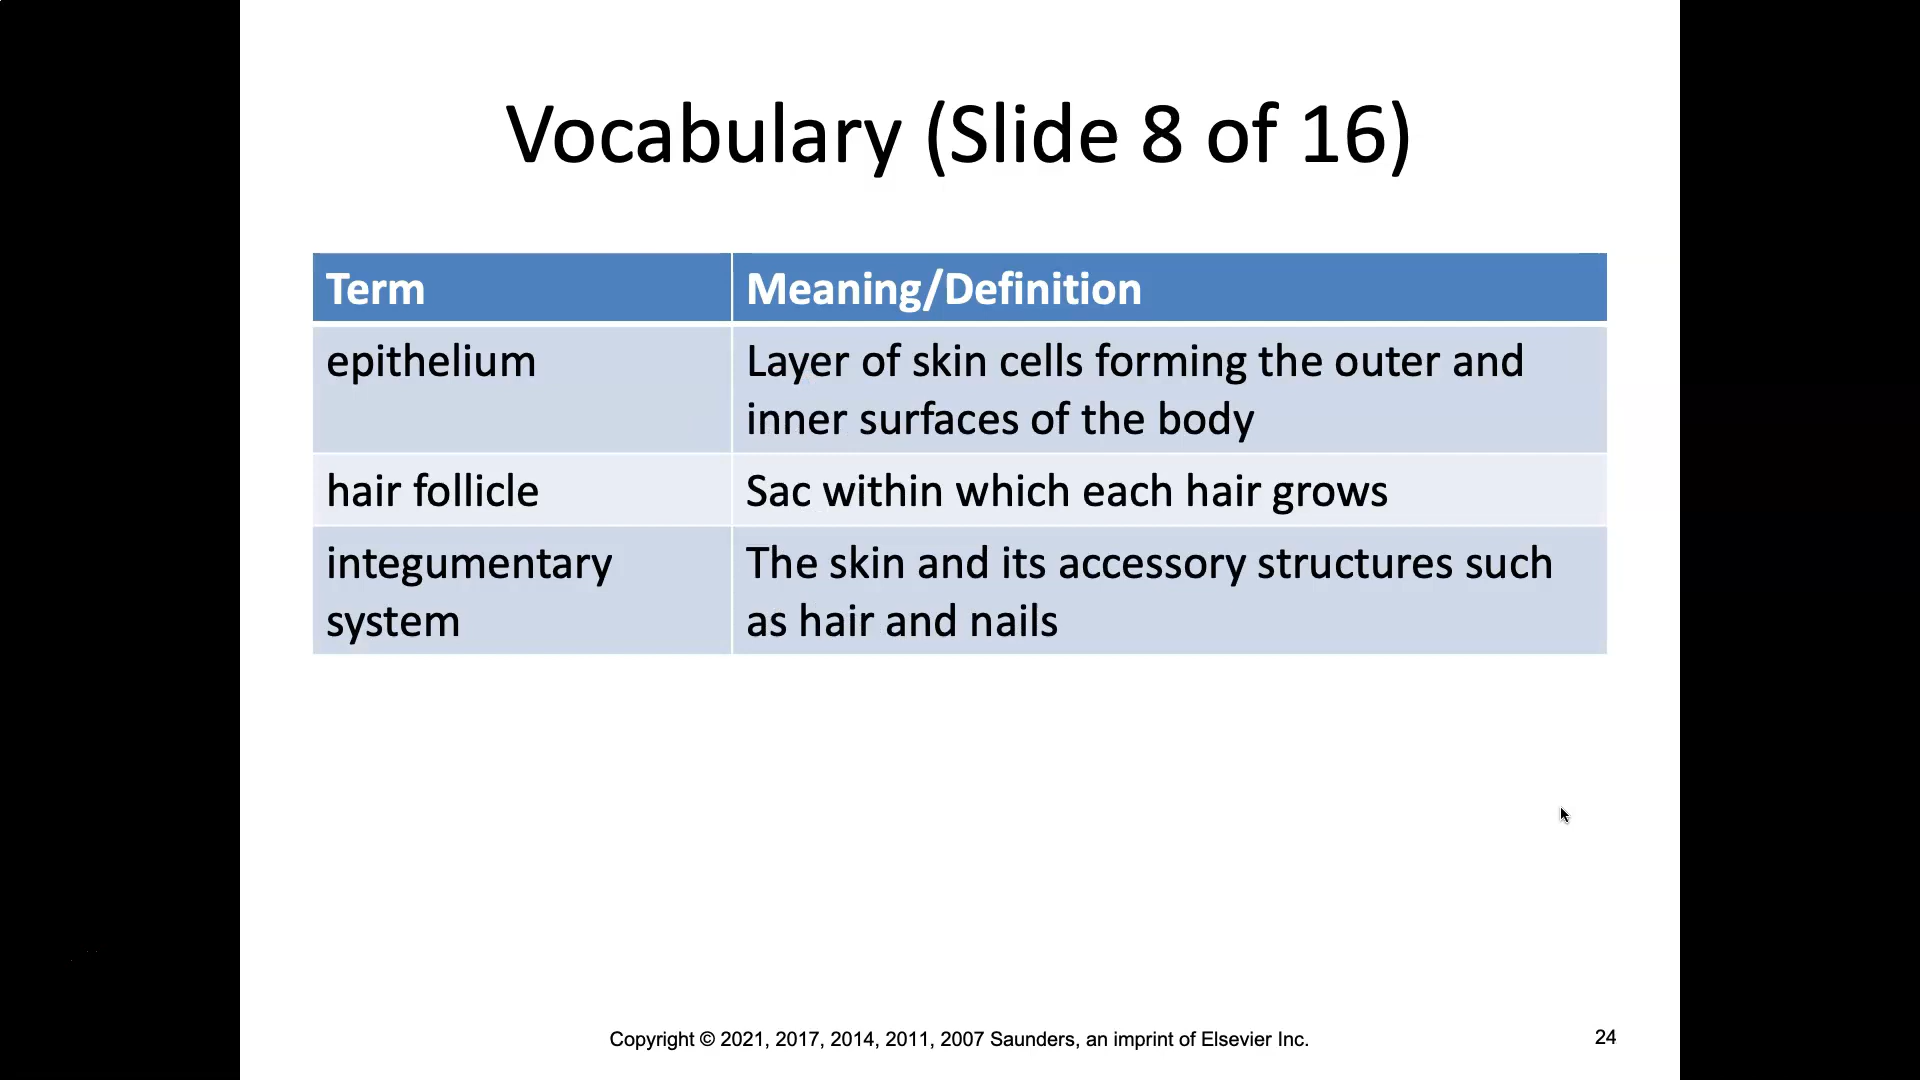 Vocabulary (Slide 8 of 16)
Term
Meaning/Definition
epithelium
Layer of skin cells forming the outer and
inner surfaces of the body
hair follicle
Sac within which each hair grows
integumentary
system
The skin and its accessory structures such
as hair and nails
Copyright © 2021, 2017, 2014, 2011, 2007 Saunders, an imprint of Elsevier Inc.
24